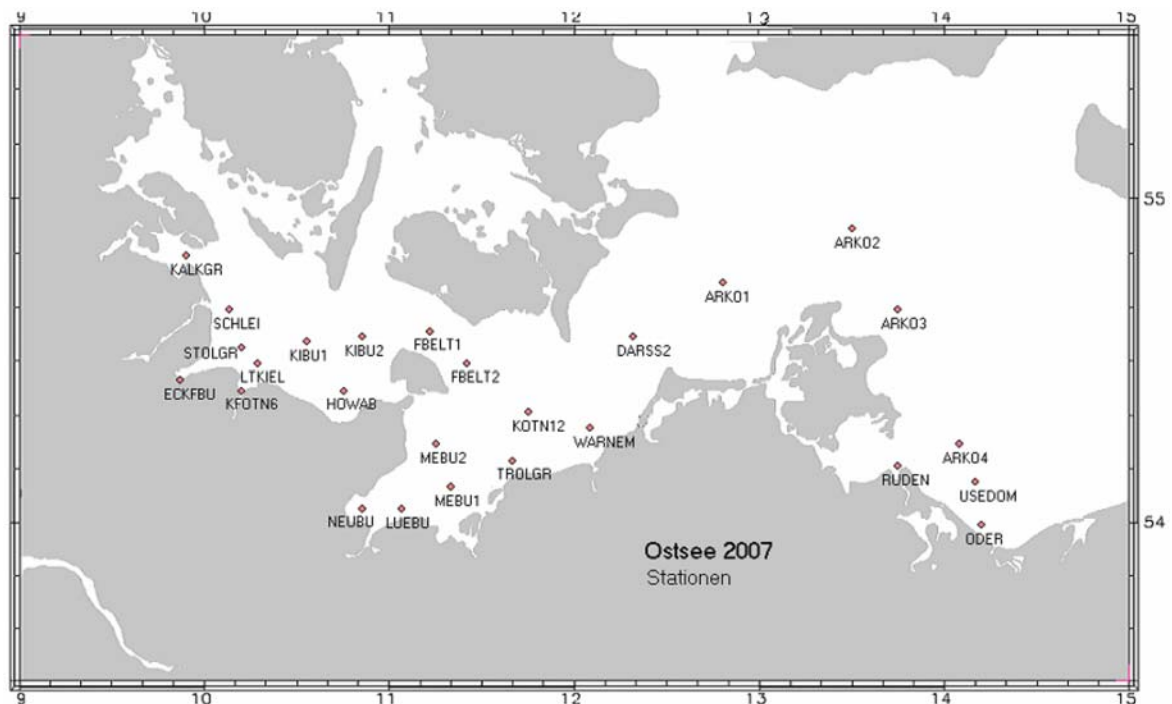 9 10 11 12 13 14 15
55
ARKO2
KALKGR
ARKO1
SCHLEI
ARKO3
STOLGR KIBU1 KIBU2 FBELT1 DARSS2
LTKIEL FBELT2
ECKFBU KFOTN6 HOWAB
KOTN12
WARNEM
MEBU2 TROLGR ARKO4
RUDEN
MEBU1 USEDOM
NEUBU LUEBU 54
ODER
Ostsee 2007
Stationen
9 10 11 12 13 14 15